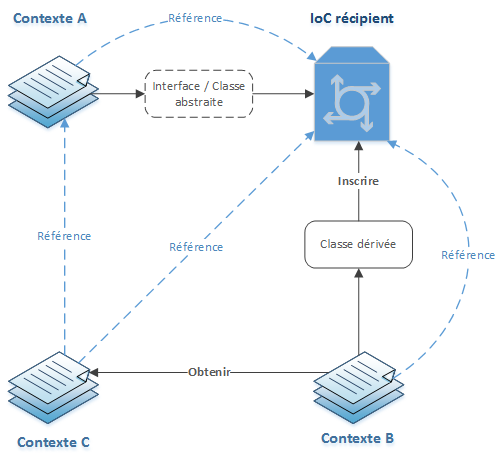 Contexte A
Référence
IoC récipient
Interface / Classe
abstraite
Inscrire
Référence
Référence
Classe dérivée
Référence
Obtenir
Contexte C
Contexte B